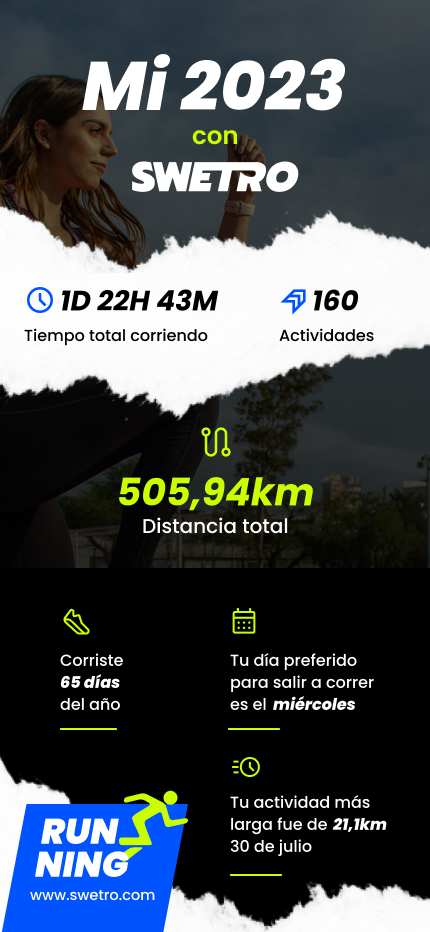 Mi 2023
con
SWETRO
1D 22H 43M
Tiempo total corriendo
160
Actividades
505,94km
Distancia total
Corriste
65 días
del año
Tu día preferido
para salir a correr
es el miércoles
Tu actividad más
larga fue de 21,1km
30 de julio
RUN
NING
www.swetro.com